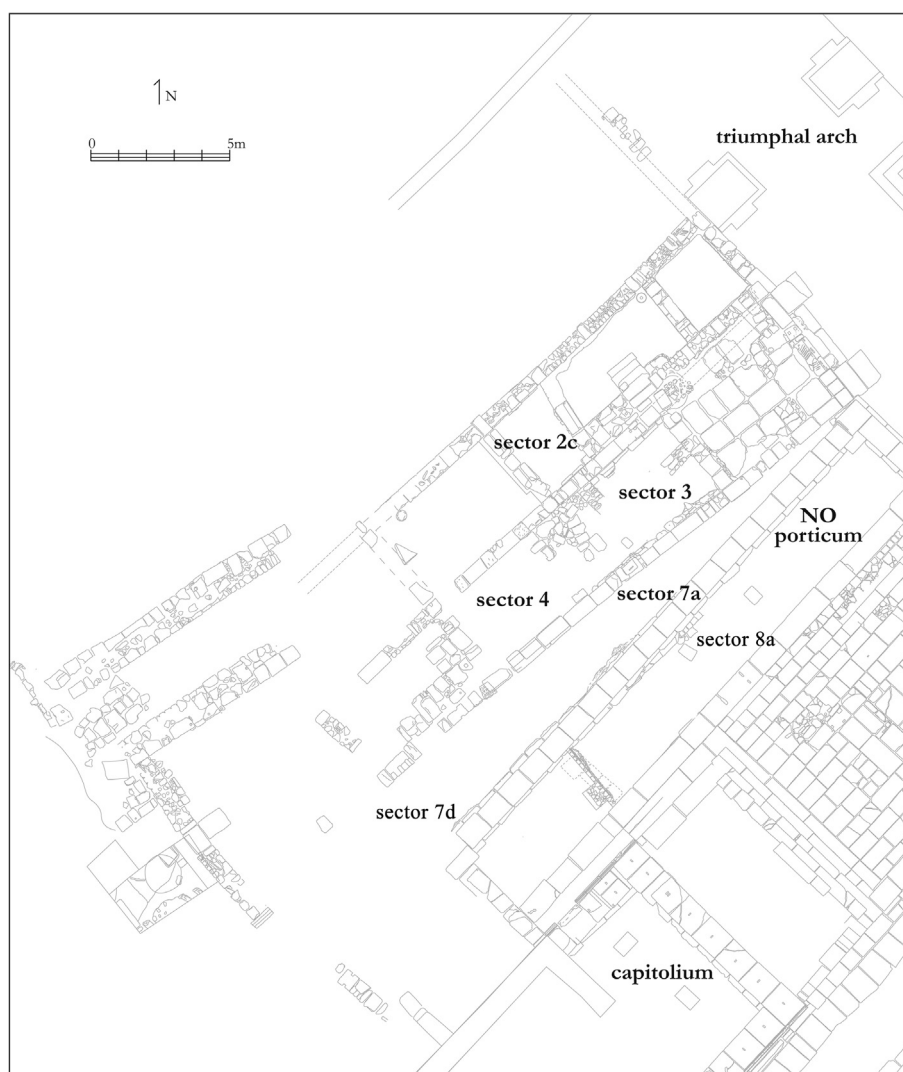 N
0 5m
triumphal arch
sector 2c
sector 3
NO
porticum
sector 7a
sector 4
sector 8a
sector 7d
capitolium